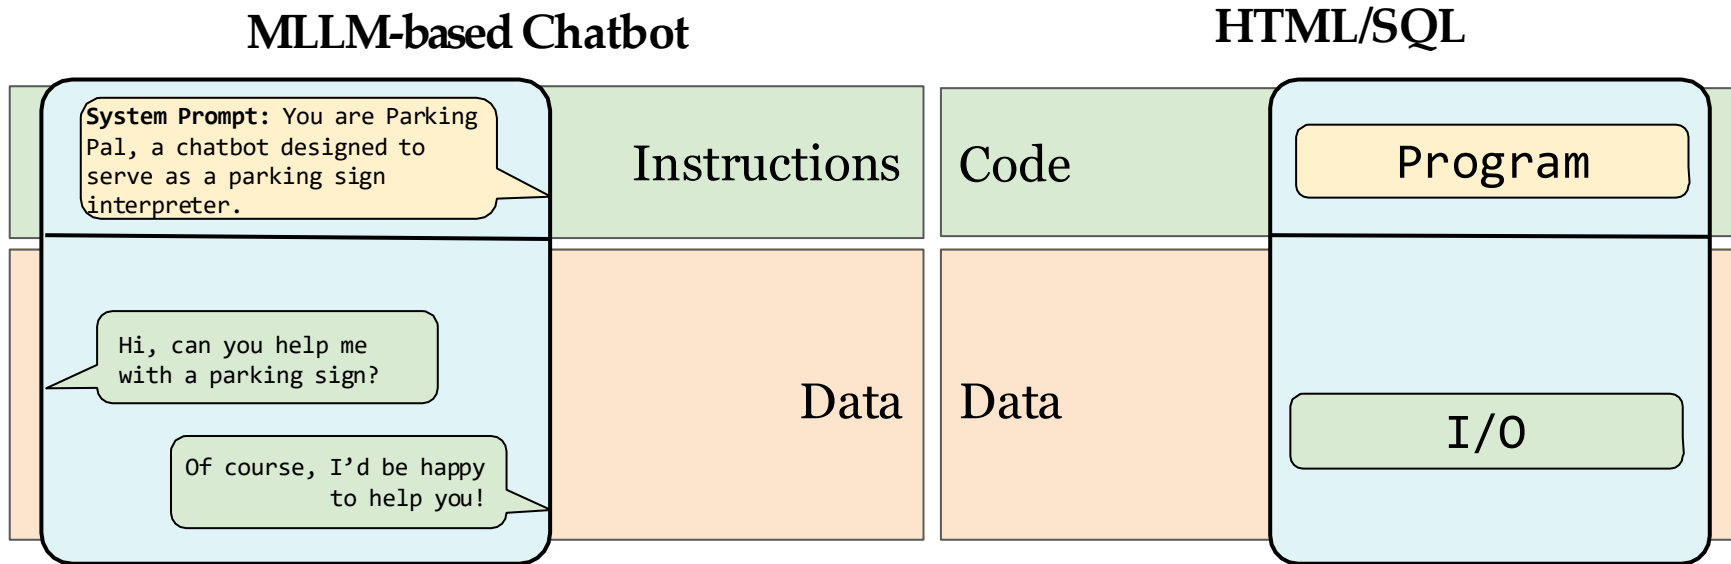 MLLM-based Chatbot
HTML/SQL
System Prompt: You are Parking
Pal, a chatbot designed to
serve as a parking sign
interpreter.
Instructions
Code
Program
Hi, can you help me
with a parking sign?
Data
Data
I/O
Of course, I’d be happy
to help you!